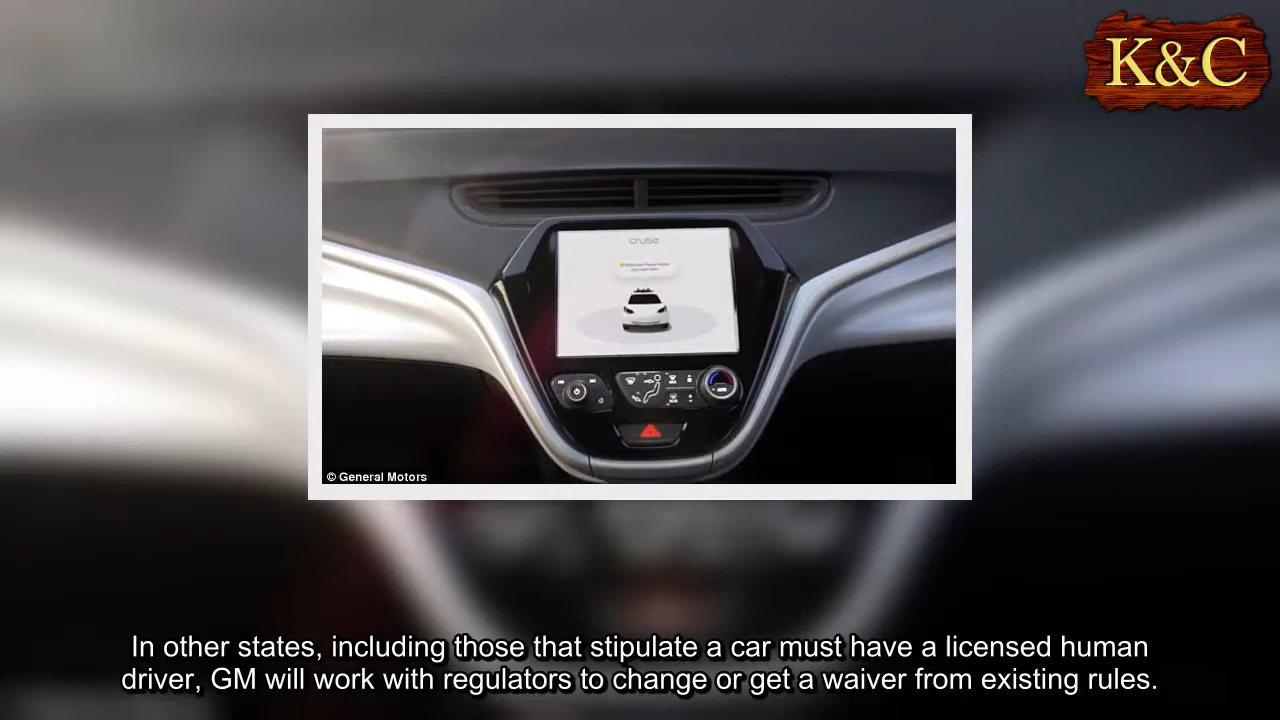 K&C
cruise
© General Motors
In other states, including those that stipulate a car must have a licensed human
driver, GM will work with regulators to change or get a waiver from existing rules.